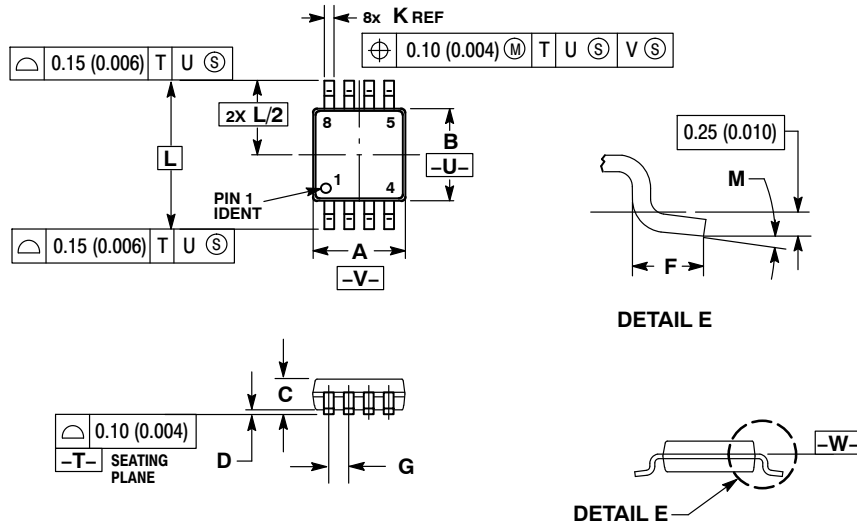 8x K REF
⌖ 0.10 (0.004) Ⓜ T U Ⓢ V Ⓢ
⌓ 0.15 (0.006) T U Ⓢ
2X L/2
8 5
B
-U-
L
PIN 1
IDENT
1
4
⌓ 0.15 (0.006) T U Ⓢ
A
-V-
0.25 (0.010)
M
F
DETAIL E
C
⌓ 0.10 (0.004)
-T- SEATING
PLANE
D
G
-W-
DETAIL E